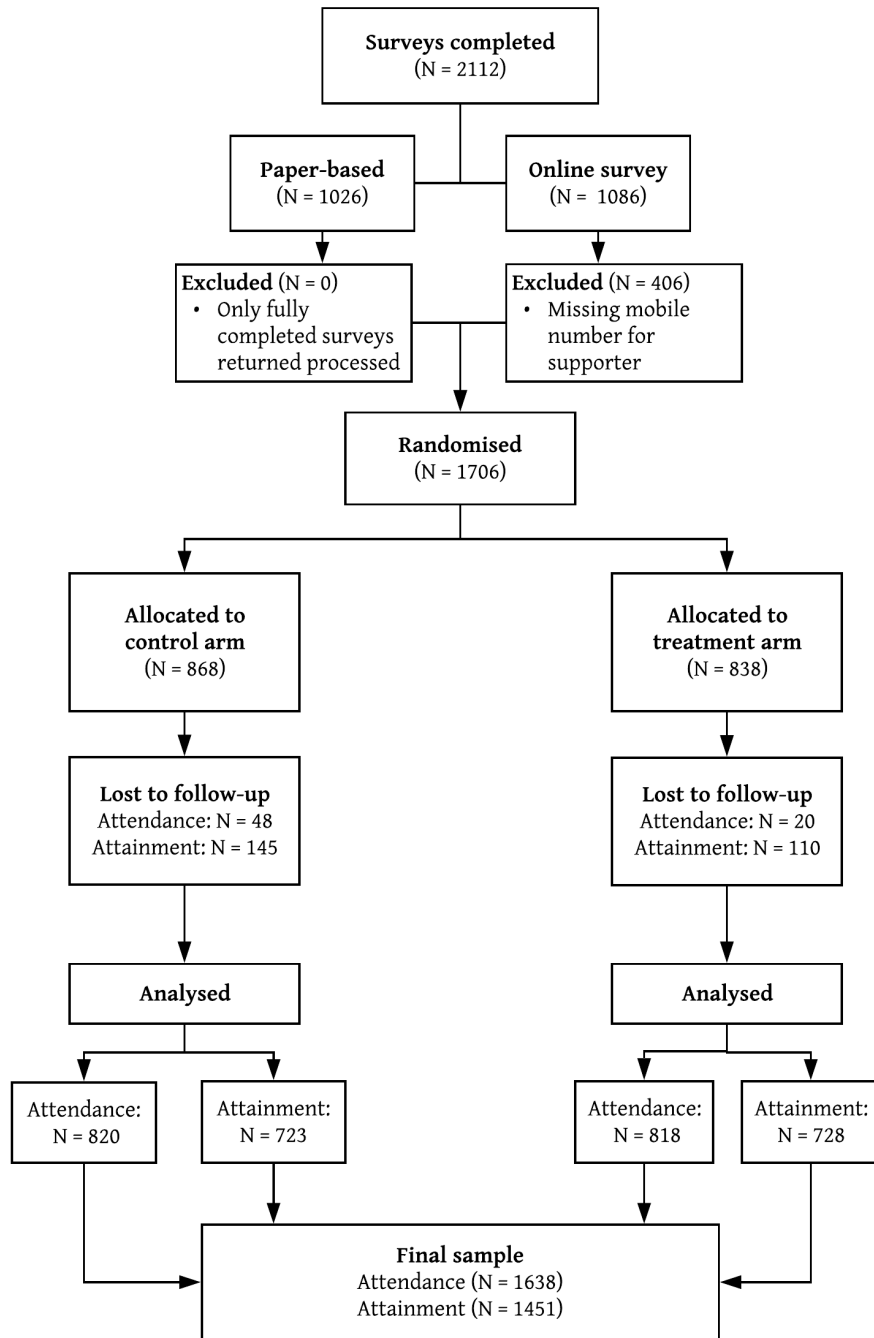 Surveys completed
(N = 2112)
Paper-based
(N = 1026)
Online survey
(N = 1086)
Excluded (N = 0)
• Only fully
completed surveys
returned processed
Excluded (N = 406)
• Missing mobile
number for
supporter
Randomised
(N = 1706)
Allocated to
control arm
(N = 868)
Allocated to
treatment arm
(N = 838)
Lost to follow-up
Attendance: N = 48
Attainment: N = 145
Lost to follow-up
Attendance: N = 20
Attainment: N = 110
Analysed
Analysed
Attendance:
N = 820
Attainment:
N = 723
Attendance:
N = 818
Attainment:
N = 728
Final sample
Attendance (N = 1638)
Attainment (N = 1451)